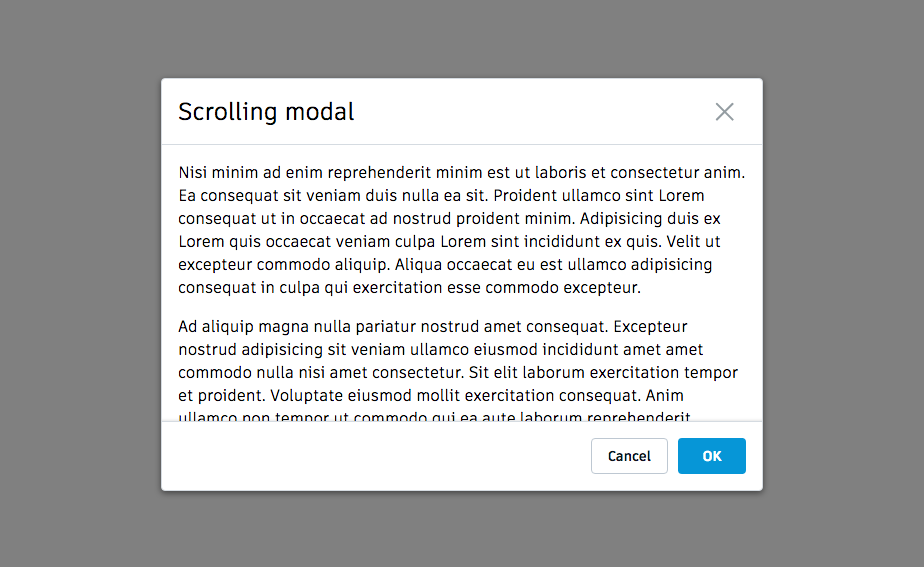 Scrolling modal
Nisi minim ad enim reprehenderit minim est ut laboris et consectetur anim.
Ea consequat sit veniam duis nulla ea sit. Proident ullamco sint Lorem
consequat ut in occaecat ad nostrud proident minim. Adipisicing duis ex
Lorem quis occaecat veniam culpa Lorem sint incididunt ex quis. Velit ut
excepteur commodo aliquip. Aliqua occaecat eu est ullamco adipisicing
consequat in culpa qui exercitation esse commodo excepteur.
Ad aliquip magna nulla pariatur nostrud amet consequat. Excepteur
nostrud adipisicing sit veniam ullamco eiusmod incididunt amet amet
commodo nulla nisi amet consectetur. Sit elit laborum exercitation tempor
et proident. Voluptate eiusmod mollit exercitation consequat. Anim
ullamco non tempor ut commodo qui ea aute laborum reprehenderit
Cancel
OK